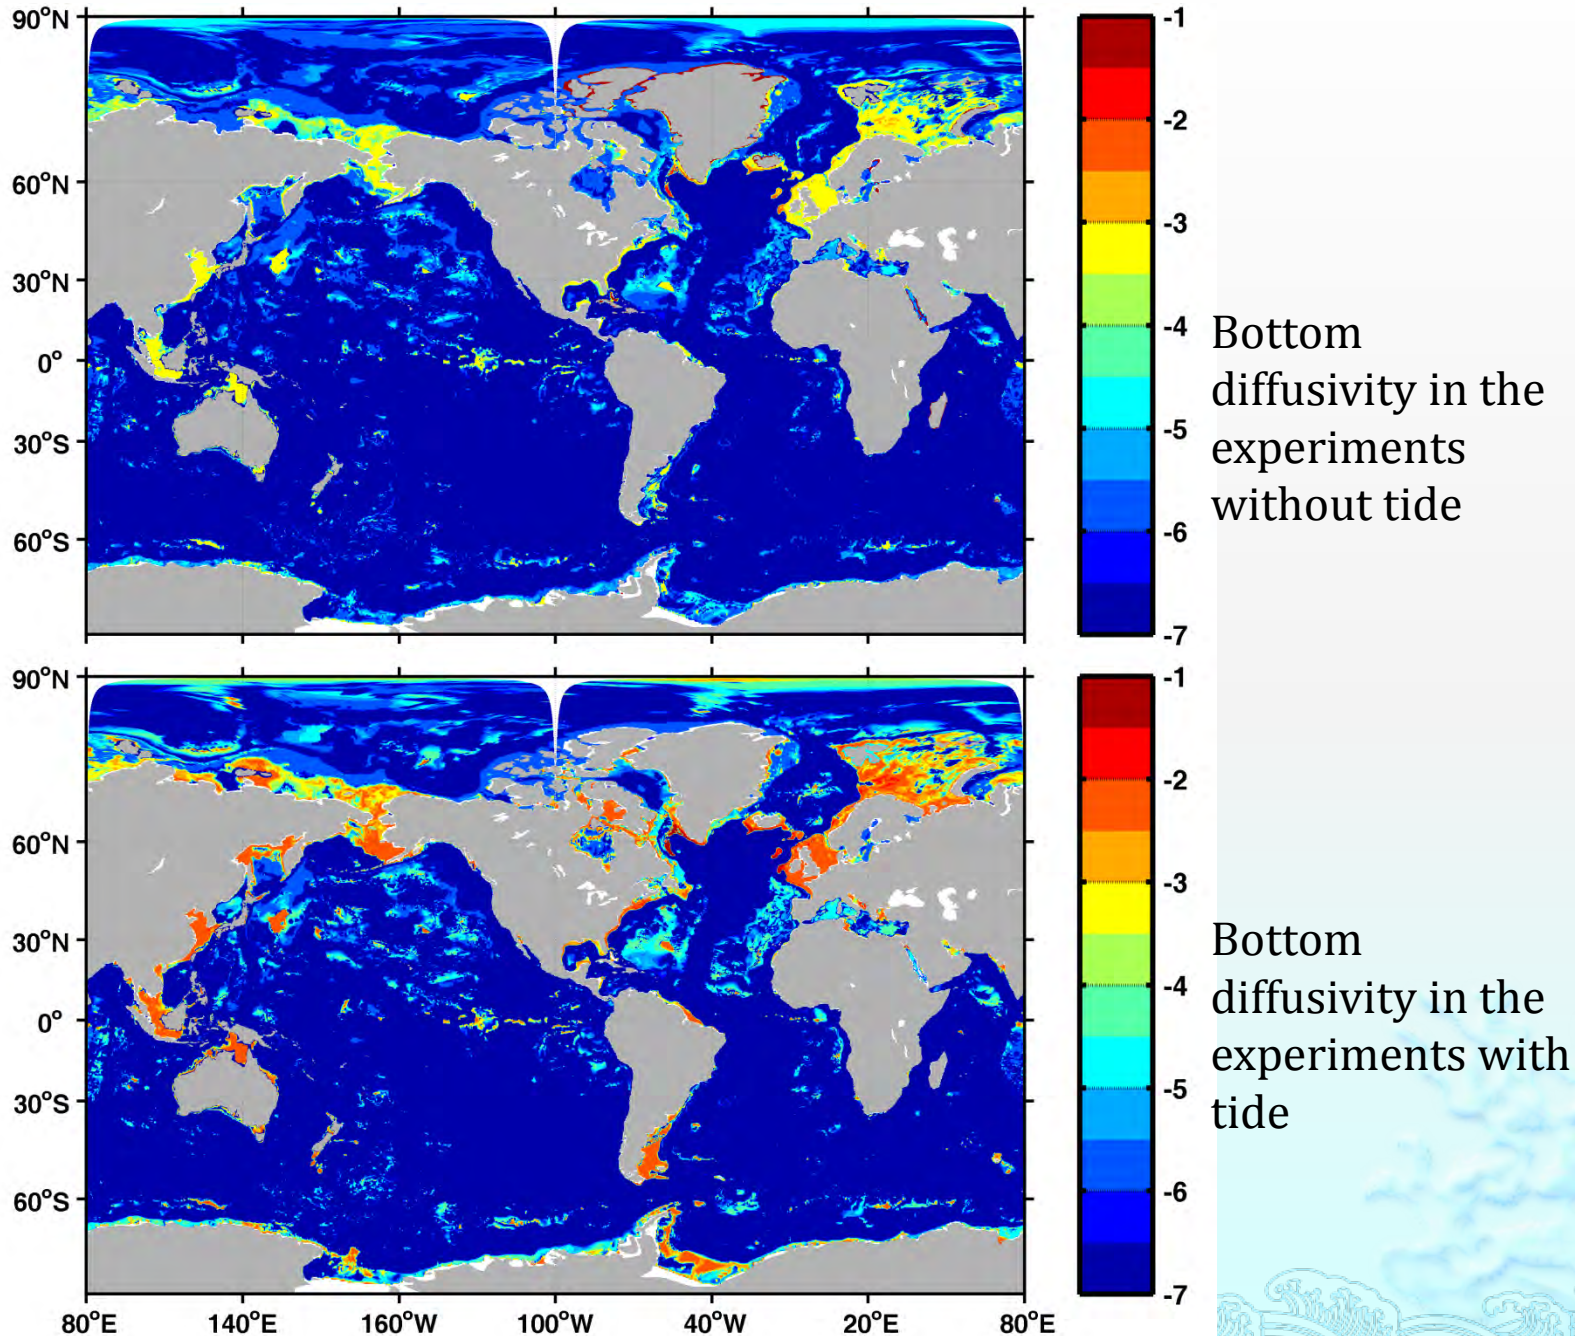 90°N
60°N
30°N
0°
30°S
60°S
-1
-2
-3
-4
-5
-6
-7
Bottom
diffusivity in the
experiments
without tide
90°N
60°N
30°N
0°
30°S
60°S
80°E 140°E 160°W 100°W 40°W 20°E 80°E
-1
-2
-3
-4
-5
-6
-7
Bottom
diffusivity in the
experiments with
tide